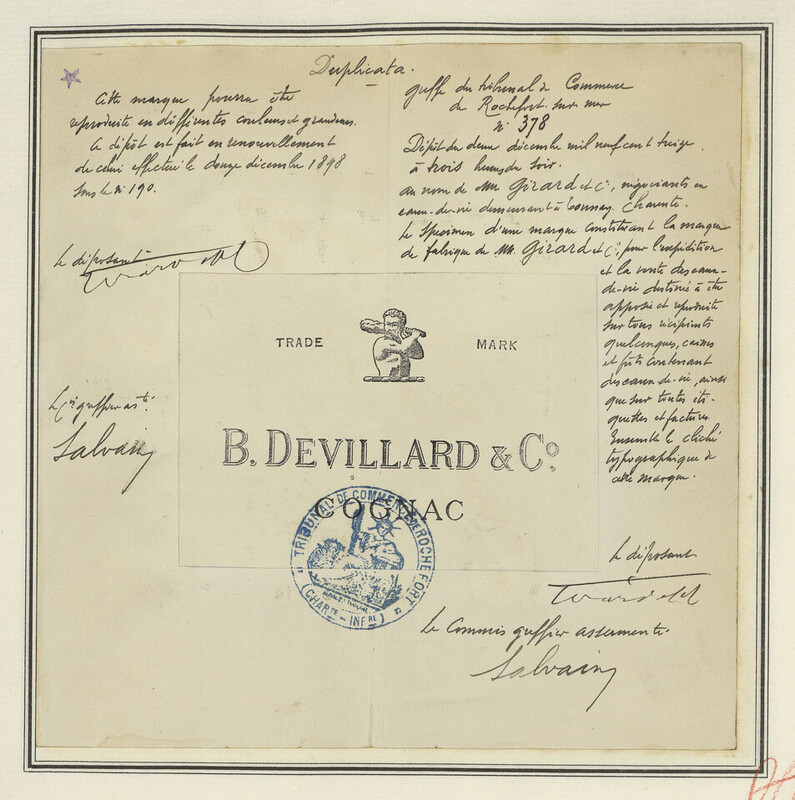 Duplicata.
Cette marque pourra être
reproduite en différentes couleurs et grandeurs.
Ce dépôt est fait en renouvellement
de celui effectué le douze décembre 1898
sous le n° 190.
Le déposant
Le Cis greffier asté.
Salvain
Greffe du tribunal de Commerce
de Rochefort sur mer
n° 378
Dépôt du deux décembre mil neuf cent treize
à trois heures du soir.
au nom de MM. Girard et Cie, négociants en
eaux-de-vie demeurant à Tonnay Charente.
Le Spécimen d'une marque constituant la marque
de fabrique de MM. Girard et Cie, pour l'expédition
et la vente des eaux-
de-vie destinée à être
apposée et reproduite
sur tous récipients
quelconques, caisses
et fûts contenant
des eaux-de-vie, ainsi
que sur toutes éti-
quettes et factures
Ensemble le cliché
typographique de
cette marque.
TRADE MARK
B. DEVILLARD & Co.
COGNAC
TRIBUNAL DE COMMERCE DE ROCHEFORT
(CHARTE - INFRE)
Le déposant
Le Commis greffier assermenté.
Salvain